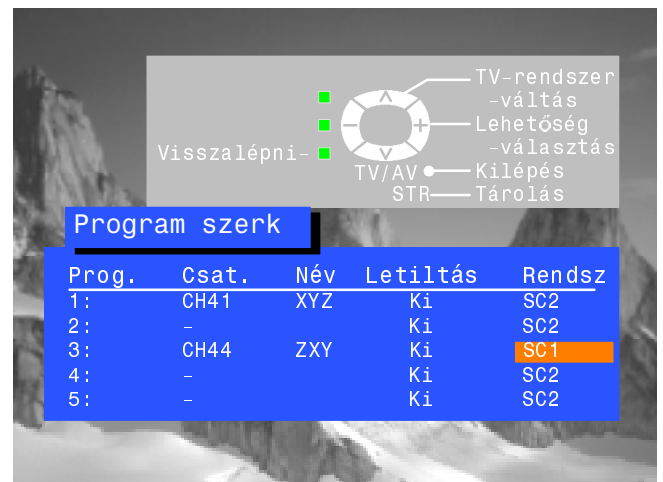 TV-rendszer
-váltás
Lehetőség
-választás
Visszalépni-
TV/AV Kilépés
STR Tárolás
Program szerk
Prog. Csat. Név Letiltás Rendsz
1: CH41 XYZ Ki SC2
2: - Ki SC2
3: CH44 ZXY Ki SC1
4: - Ki SC2
5: - Ki SC2